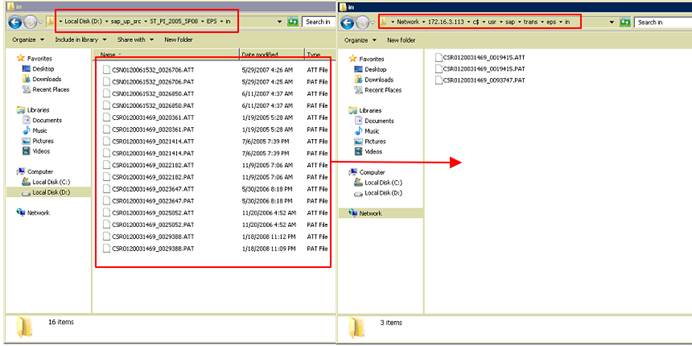 in
Local Disk (D:) ▸ sap_up_src ▸ ST_PI_2005_SP08 ▸ EPS ▸ in
Search in
Organize
Include in library
Share with
New folder
Favorites
Desktop
Downloads
Recent Places
Libraries
Documents
Music
Pictures
Videos
Computer
Local Disk (C:)
Local Disk (D:)
Network
Name
Date modified
Type
CSN0120061532_0026706.ATT 5/29/2007 4:26 AM ATT File
CSN0120061532_0026706.PAT 5/29/2007 4:25 AM PAT File
CSN0120061532_0026850.ATT 6/11/2007 4:37 AM ATT File
CSN0120061532_0026850.PAT 6/11/2007 4:37 AM PAT File
CSR0120031469_0020361.ATT 1/19/2005 5:28 AM ATT File
CSR0120031469_0020361.PAT 1/19/2005 5:28 AM PAT File
CSR0120031469_0021414.ATT 7/6/2005 7:39 PM ATT File
CSR0120031469_0021414.PAT 7/6/2005 7:39 PM PAT File
CSR0120031469_0022182.ATT 11/9/2005 7:06 AM ATT File
CSR0120031469_0022182.PAT 11/9/2005 7:06 AM PAT File
CSR0120031469_0023647.ATT 5/30/2006 8:18 PM ATT File
CSR0120031469_0023647.PAT 5/30/2006 8:18 PM PAT File
CSR0120031469_0025052.ATT 11/20/2006 4:52 AM ATT File
CSR0120031469_0025052.PAT 11/20/2006 4:52 AM PAT File
CSR0120031469_0029388.ATT 1/18/2008 11:12 PM ATT File
CSR0120031469_0029388.PAT 1/18/2008 11:09 PM PAT File
16 items
in
Network ▸ 172.16.3.113 ▸ c$ ▸ usr ▸ sap ▸ trans ▸ eps ▸ in
Search in
Organize
New folder
Favorites
Desktop
Downloads
Recent Places
Libraries
Documents
Music
Pictures
Videos
Computer
Local Disk (C:)
Local Disk (D:)
Network
CSR0120031469_0019415.ATT
CSR0120031469_0019415.PAT
CSR0120031469_0093747.PAT
3 items